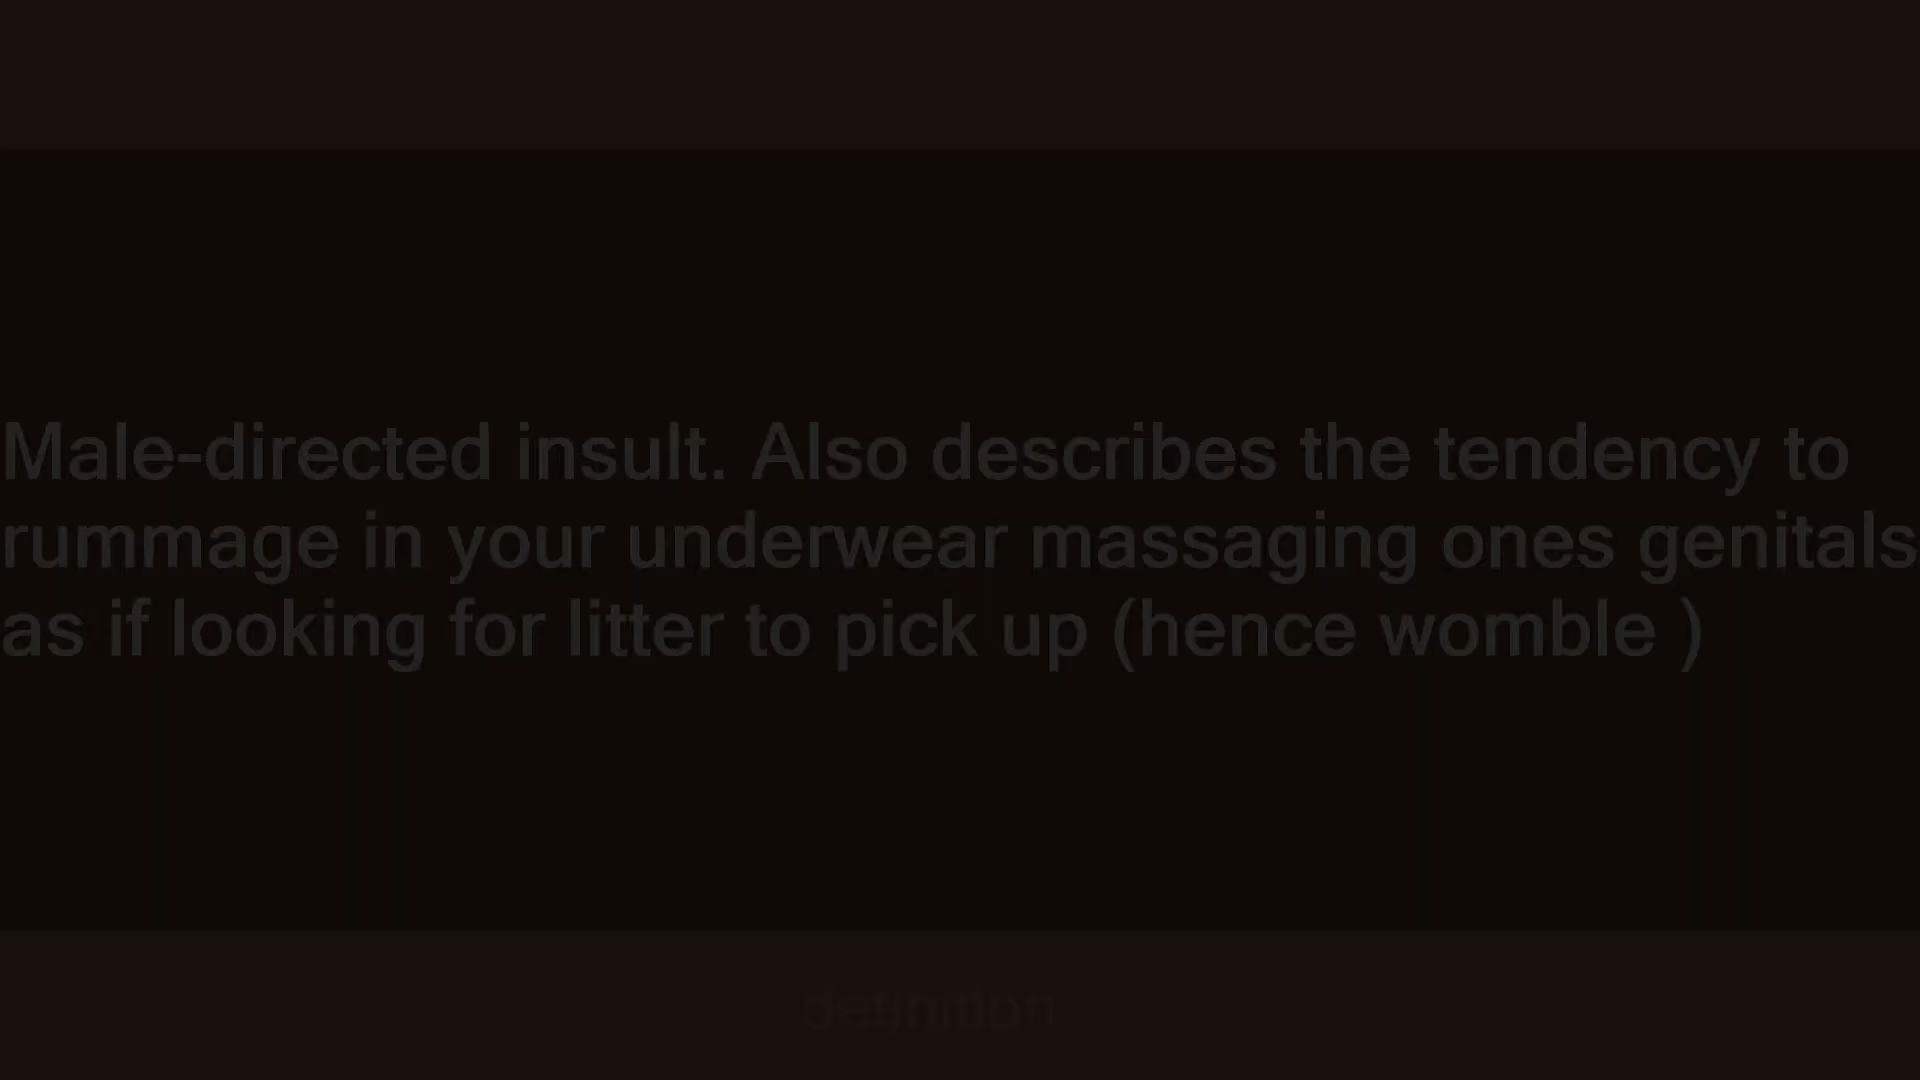 Male-directed insult. Also describes the tendency to
rummage in your underwear massaging ones genitals
as if looking for litter to pick up (hence womble )
definition